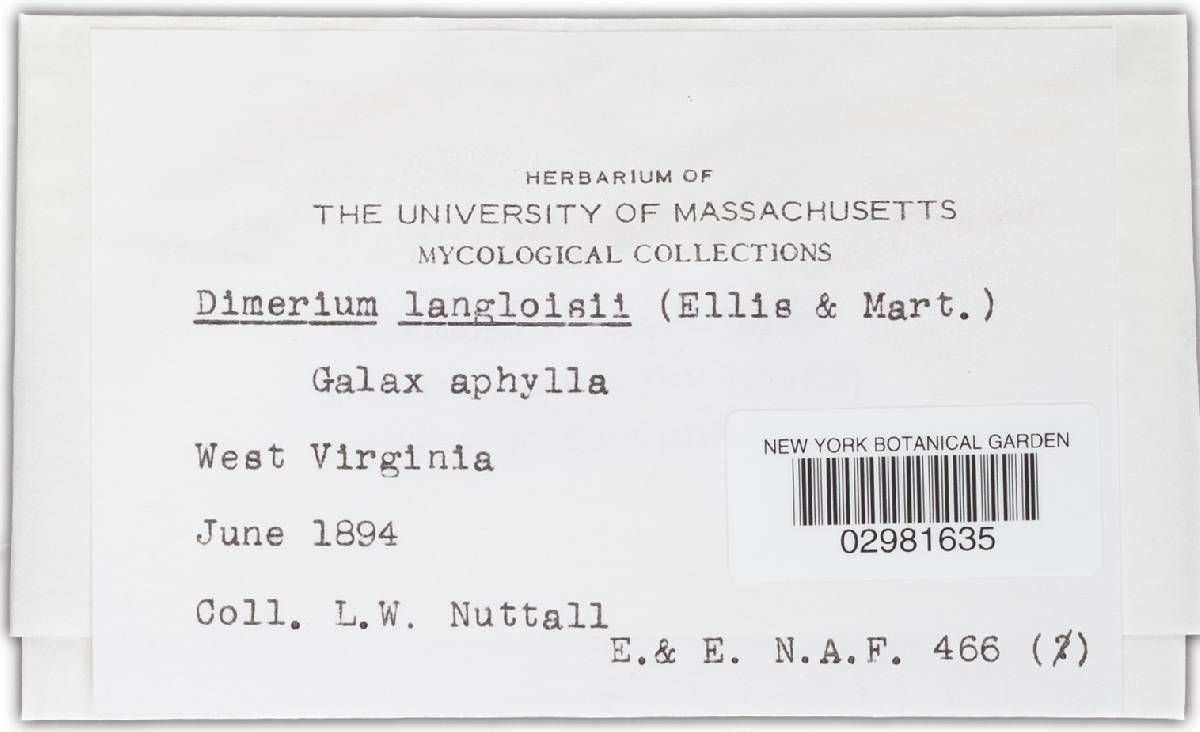 HERBARIUM OF
THE UNIVERSITY OF MASSACHUSETTS
MYCOLOGICAL COLLECTIONS
Dimerium langloisii (Ellis & Mart.)
Galax aphylla
West Virginia
June 1894
Coll. L.W. Nuttall
E.& E. N.A.F. 466 ( )
NEW YORK BOTANICAL GARDEN
02981635